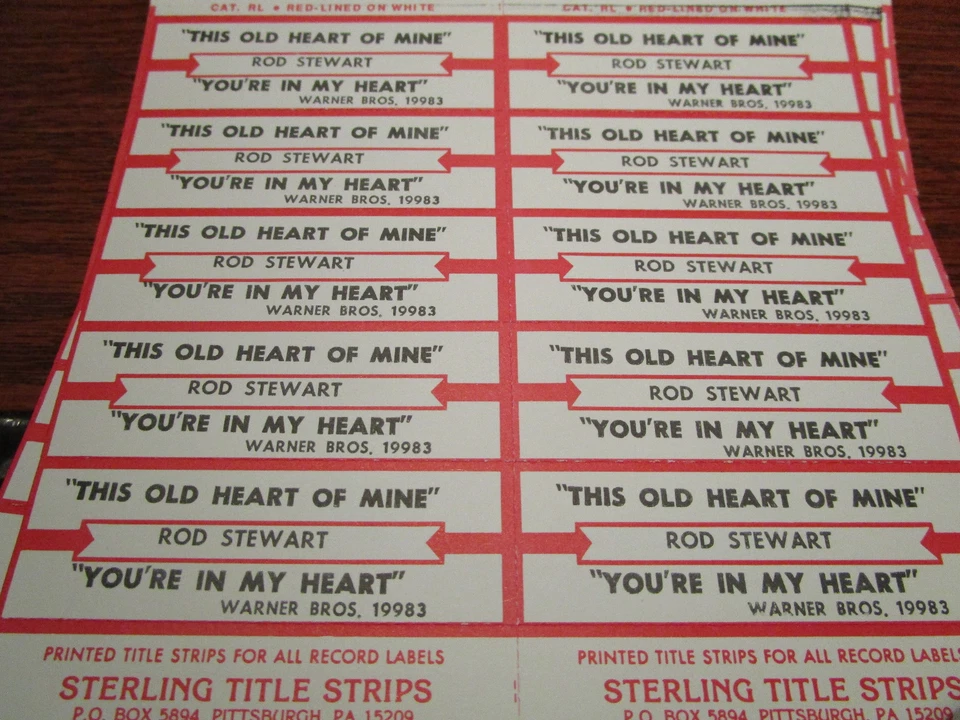 CAT. RL • RED-LINED ON WHITE
CAT. RL • RED-LINED ON WHITE
"THIS OLD HEART OF MINE"
ROD STEWART
"YOU'RE IN MY HEART"
WARNER BROS. 19983
"THIS OLD HEART OF MINE"
ROD STEWART
"YOU'RE IN MY HEART"
WARNER BROS. 19983
"THIS OLD HEART OF MINE"
ROD STEWART
"YOU'RE IN MY HEART"
WARNER BROS. 19983
"THIS OLD HEART OF MINE"
ROD STEWART
"YOU'RE IN MY HEART"
WARNER BROS. 19983
"THIS OLD HEART OF MINE"
ROD STEWART
"YOU'RE IN MY HEART"
WARNER BROS. 19983
"THIS OLD HEART OF MINE"
ROD STEWART
"YOU'RE IN MY HEART"
WARNER BROS. 19983
"THIS OLD HEART OF MINE"
ROD STEWART
"YOU'RE IN MY HEART"
WARNER BROS. 19983
"THIS OLD HEART OF MINE"
ROD STEWART
"YOU'RE IN MY HEART"
WARNER BROS. 19983
"THIS OLD HEART OF MINE"
ROD STEWART
"YOU'RE IN MY HEART"
WARNER BROS. 19983
"THIS OLD HEART OF MINE"
ROD STEWART
"YOU'RE IN MY HEART"
WARNER BROS. 19983
PRINTED TITLE STRIPS FOR ALL RECORD LABELS
STERLING TITLE STRIPS
P.O. BOX 5894, PITTSBURGH, PA 15209
PRINTED TITLE STRIPS FOR ALL RECORD LABELS
STERLING TITLE STRIPS
P.O. BOX 5894, PITTSBURGH, PA 15209